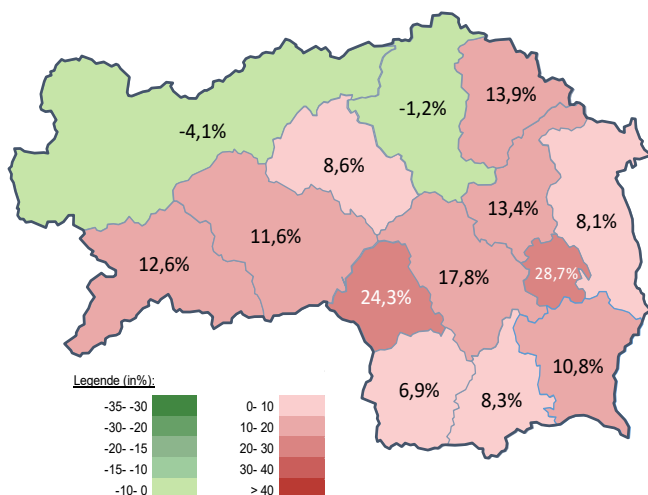 13,9%
-1,2%
-4,1%
8,6%
13,4%
8,1%
11,6%
12,6%
28,7%
17,8%
24,3%
10,8%
6,9%
8,3%
Legende (in%):
-35- -30 0- 10
-30- -20 10- 20
-20- -15 20- 30
-15- -10 30- 40
-10- 0 > 40